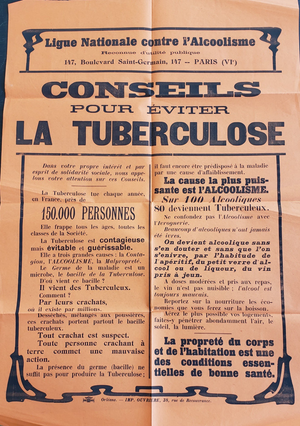 Ligue Nationale contre l'Alcoolisme
Reconnue d'utilité publique
147, Boulevard Saint-Germain, 147 — PARIS (VIe)
CONSEILS
POUR ÉVITER
LA TUBERCULOSE
Dans votre propre intérêt et par
esprit de solidarité sociale, nous ap-
pelons votre attention sur ces Conseils.
La Tuberculose tue chaque année,
en France, près de
150.000 PERSONNES
Elle frappe tous les âges, toutes les
classes de la Société.
La Tuberculose est contagieuse
mais évitable et guérissable.
Elle a trois grandes causes : la Conta-
gion, l'ALCOOLISME, la Malpropreté.
Le Germe de la maladie est un
microbe, le bacille de la Tuberculose.
D'où vient ce bacille ?
Il vient des Tuberculeux.
Comment ?
Par leurs crachats,
où il existe par millions.
Desséchés, mélangés aux poussières,
ces crachats portent partout le bacille
tuberculeux.
Tout crachat est suspect.
Toute personne crachant à
terre commet une mauvaise
action.
La présence du germe (bacille) ne
suffit pas pour produire la Tuberculose ;
il faut encore être prédisposé à la maladie
par une cause d'affaiblissement.
La cause la plus puis-
sante est l'ALCOOLISME.
Sur 100 Alcooliques
80 deviennent Tuberculeux.
Ne confondez pas l'Alcoolisme avec
l'Ivrognerie.
Beaucoup d'alcooliques n'ont jamais
été ivres.
On devient alcoolique sans
s'en douter et sans que l'on
s'enivre, par l'habitude de
l'apéritif, du petit verre d'al-
cool ou de liqueur, du vin
pris à jeun.
A doses modérées et pris aux repas,
le vin n'est pas nuisible ; l'alcool est
toujours mauvais.
Reporter sur la nourriture les éco-
nomies que vous ferez sur la boisson.
Aérez le plus possible vos logements,
faites-y pénétrer abondamment l'air, le
soleil, la lumière.
La propreté du corps
et de l'habitation est une
des conditions essen-
tielles de bonne santé.
Orléans. — IMP. OUVRIÈRE, 30, rue de Bonnevaux.